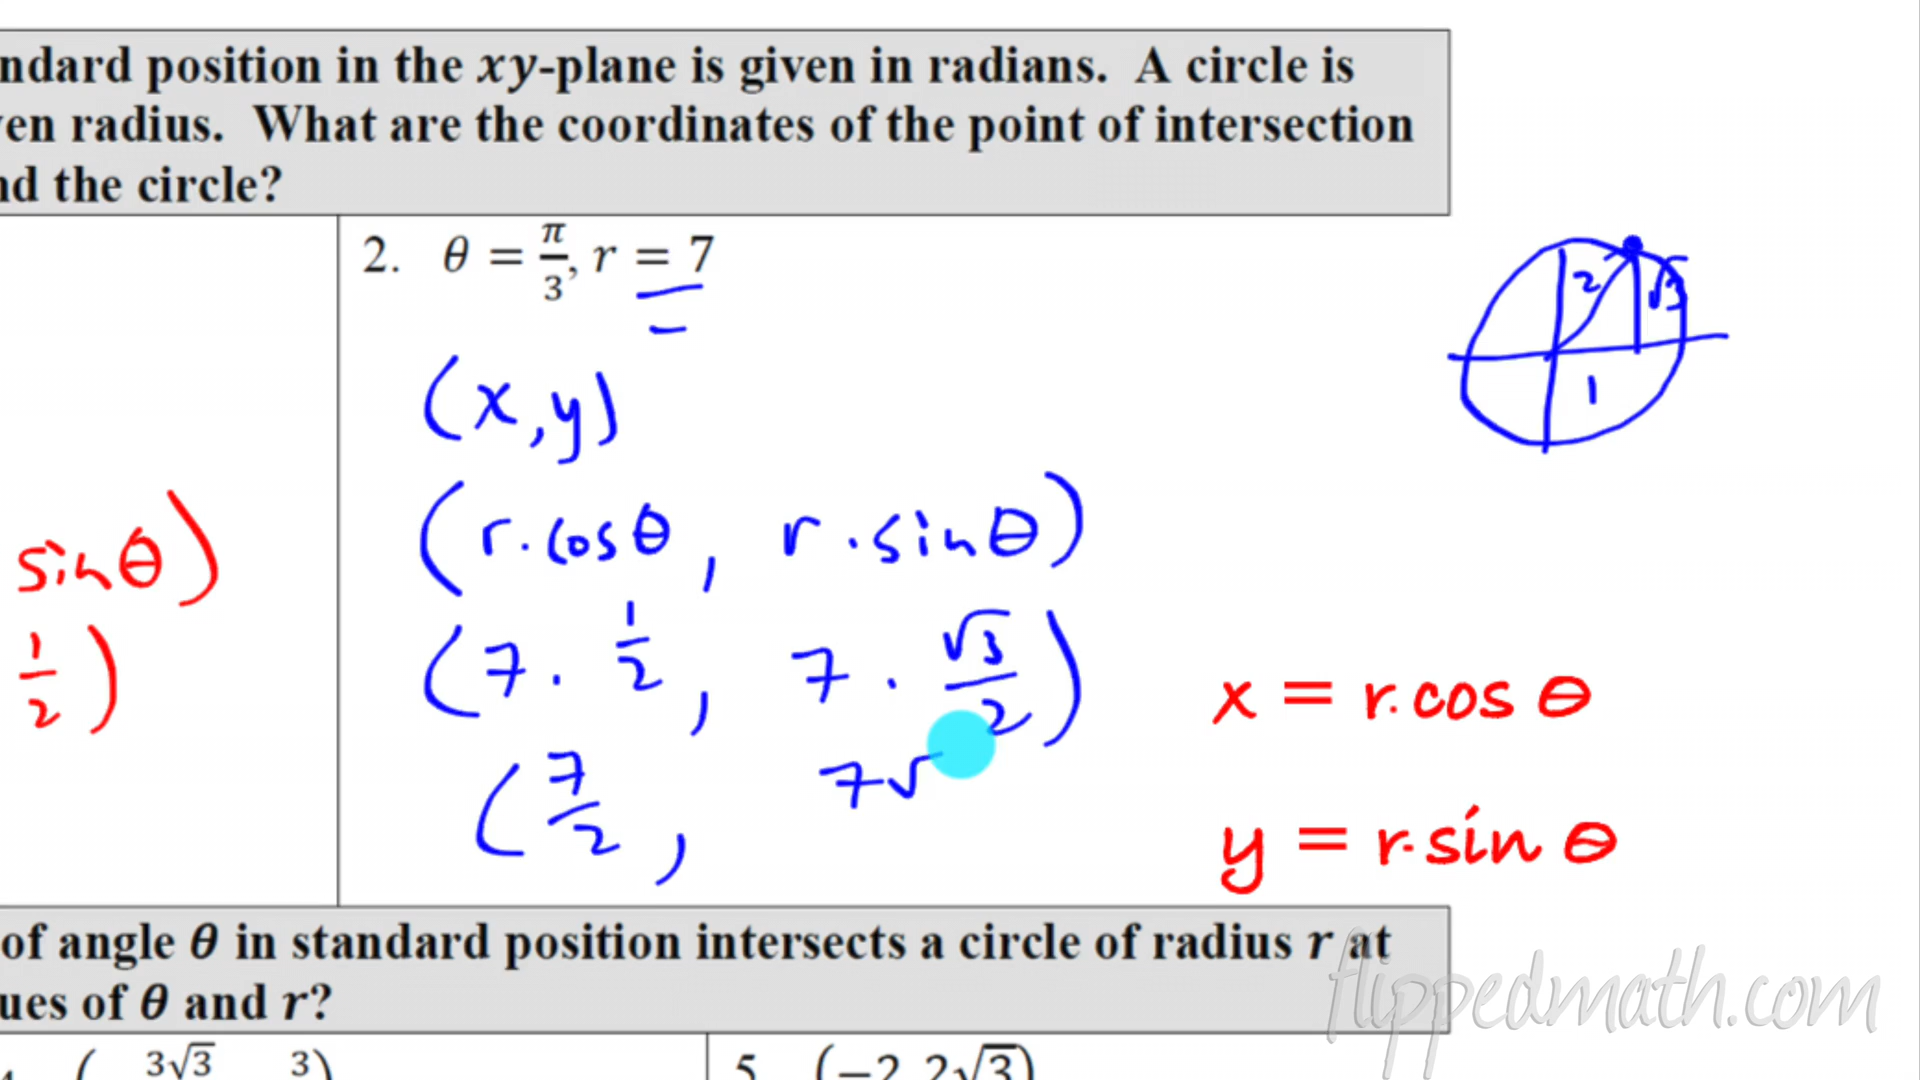 ndard position in the xy-plane is given in radians. A circle is
en radius. What are the coordinates of the point of intersection
nd the circle?
2. θ = π/3, r = 7
2 √3
1
(x, y)
sinθ) (r·cosθ, r·sinθ)
1/2) (7·1/2, 7·√3/2)
x = r·cos θ
(7/2, 7√
y = r·sin θ
of angle θ in standard position intersects a circle of radius r at
ues of θ and r?
flippedmath.com
( 3√3 3) 5. (−2 2√3)